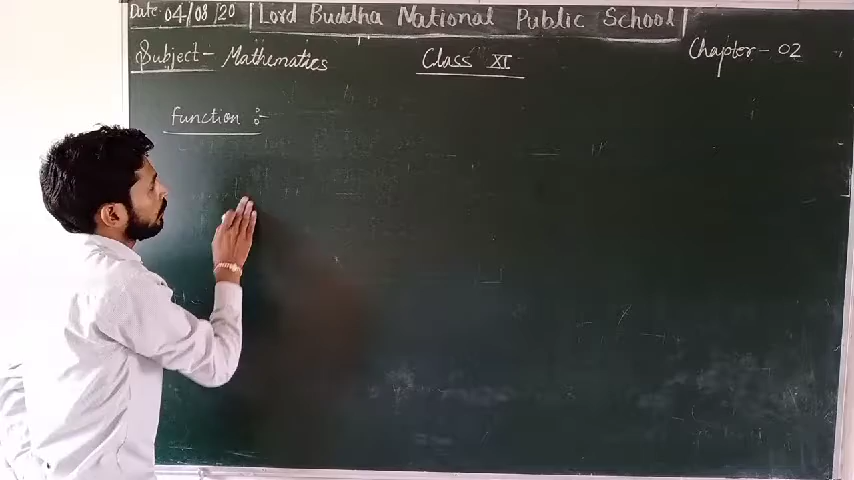 Date- 04/08/20 Lord Buddha National Public School
Subject- Mathematics Class XI Chapter- 02
Function :-